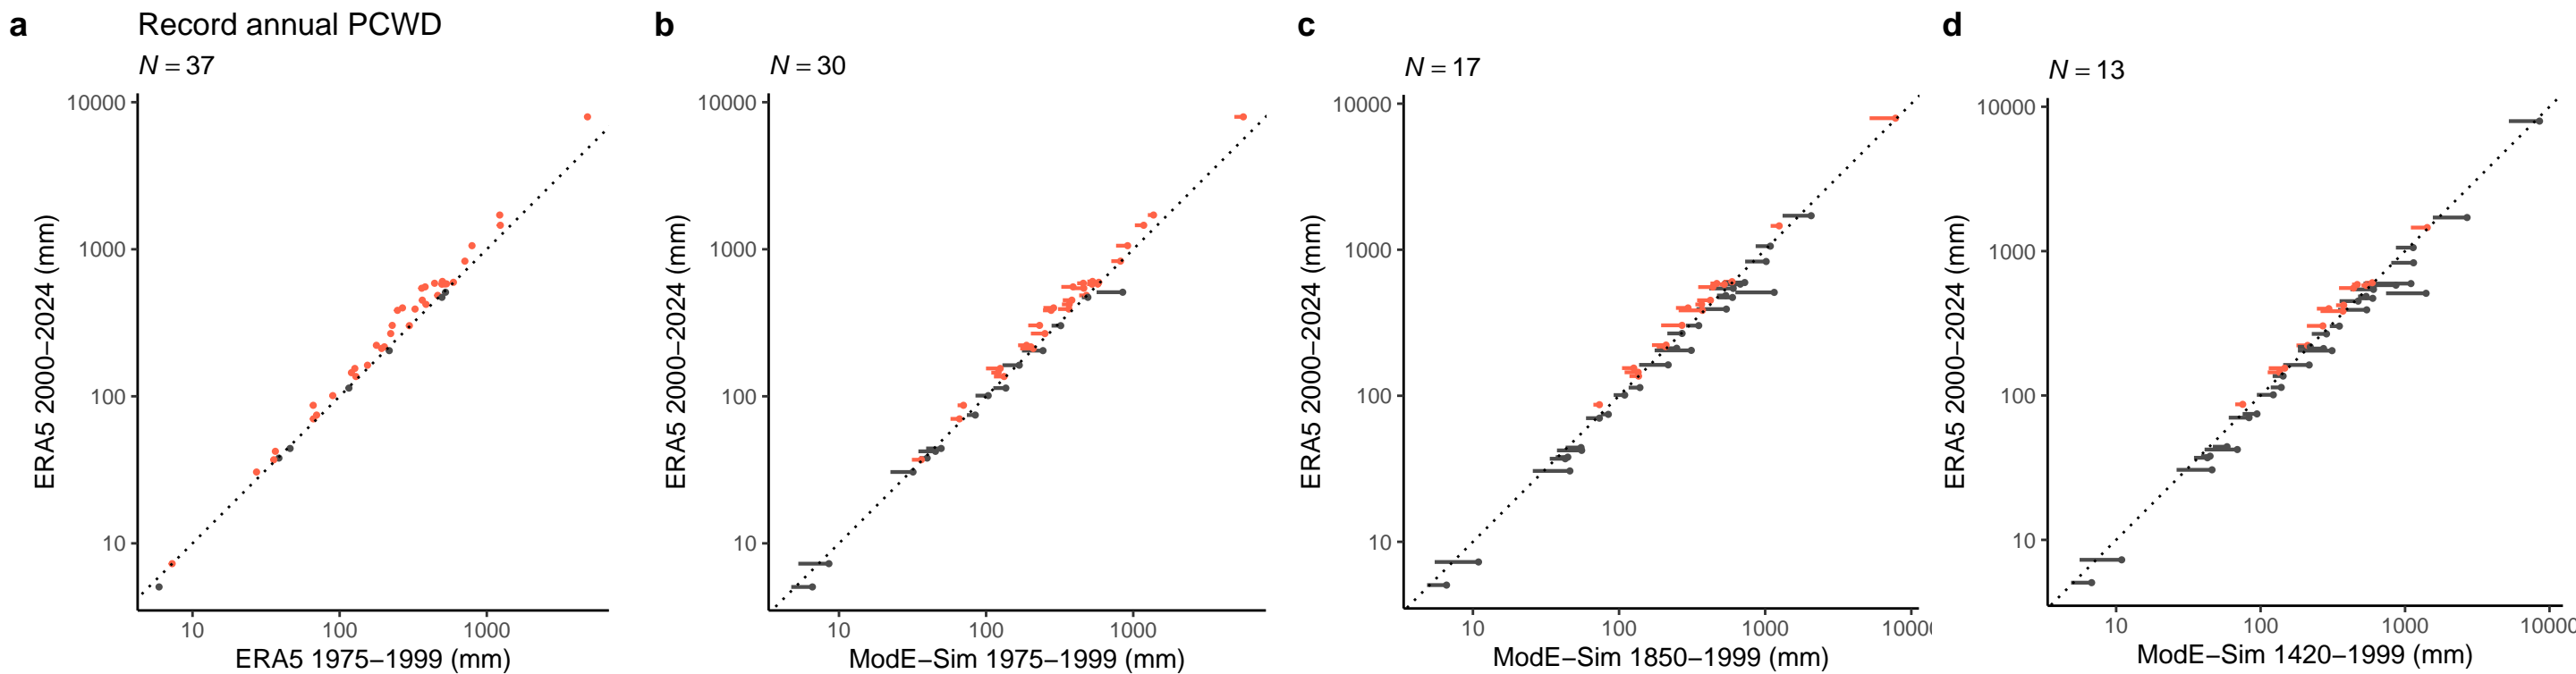 a
Record annual PCWD
N = 37
10000
1000
100
10
10
100
1000
ERA5 2000−2024 (mm)
ERA5 1975−1999 (mm)
b
N = 30
10000
1000
100
10
10
100
1000
ERA5 2000−2024 (mm)
ModE−Sim 1975−1999 (mm)
c
N = 17
10000
1000
100
10
10
100
1000
1000
ERA5 2000−2024 (mm)
ModE−Sim 1850−1999 (mm)
d
N = 13
10000
1000
100
10
10
100
1000
10000
ERA5 2000−2024 (mm)
ModE−Sim 1420−1999 (mm)